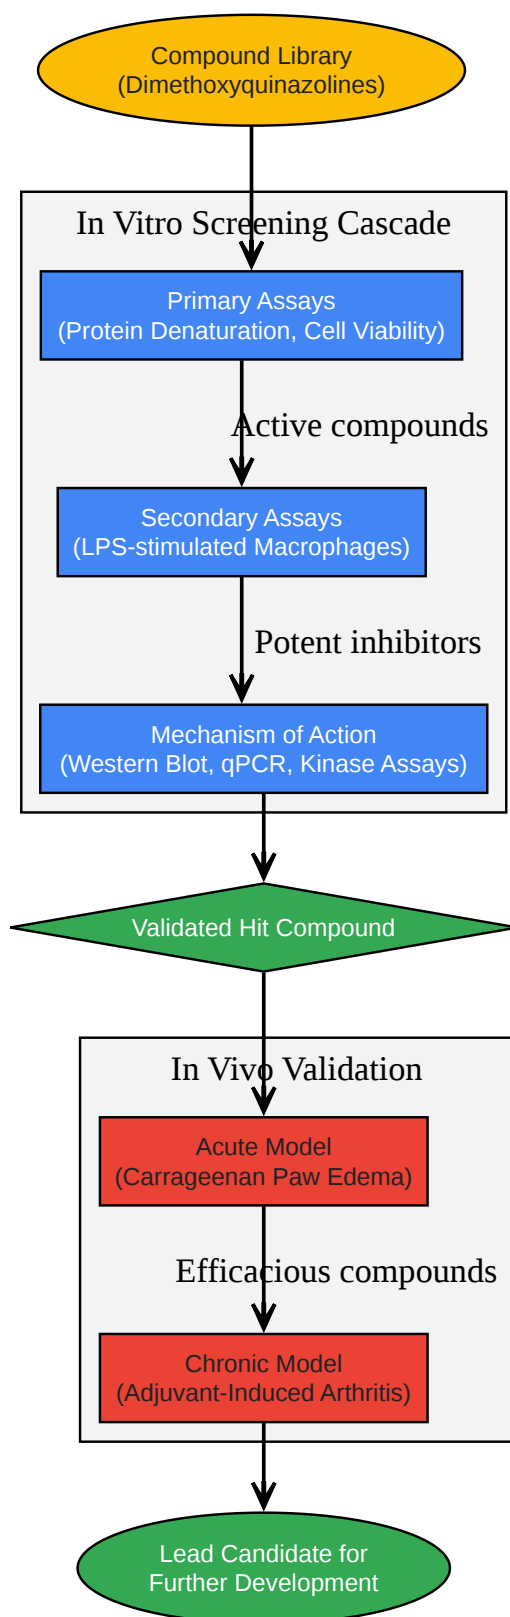 Compound Library
(Dimethoxyquinazolines)
In Vitro Screening Cascade
Primary Assays
(Protein Denaturation, Cell Viability)
Active compounds
Secondary Assays
(LPS-stimulated Macrophages)
Potent inhibitors
Mechanism of Action
(Western Blot, qPCR, Kinase Assays)
Validated Hit Compound
In Vivo Validation
Acute Model
(Carrageenan Paw Edema)
Efficacious compounds
Chronic Model
(Adjuvant-Induced Arthritis)
Lead Candidate for
Further Development